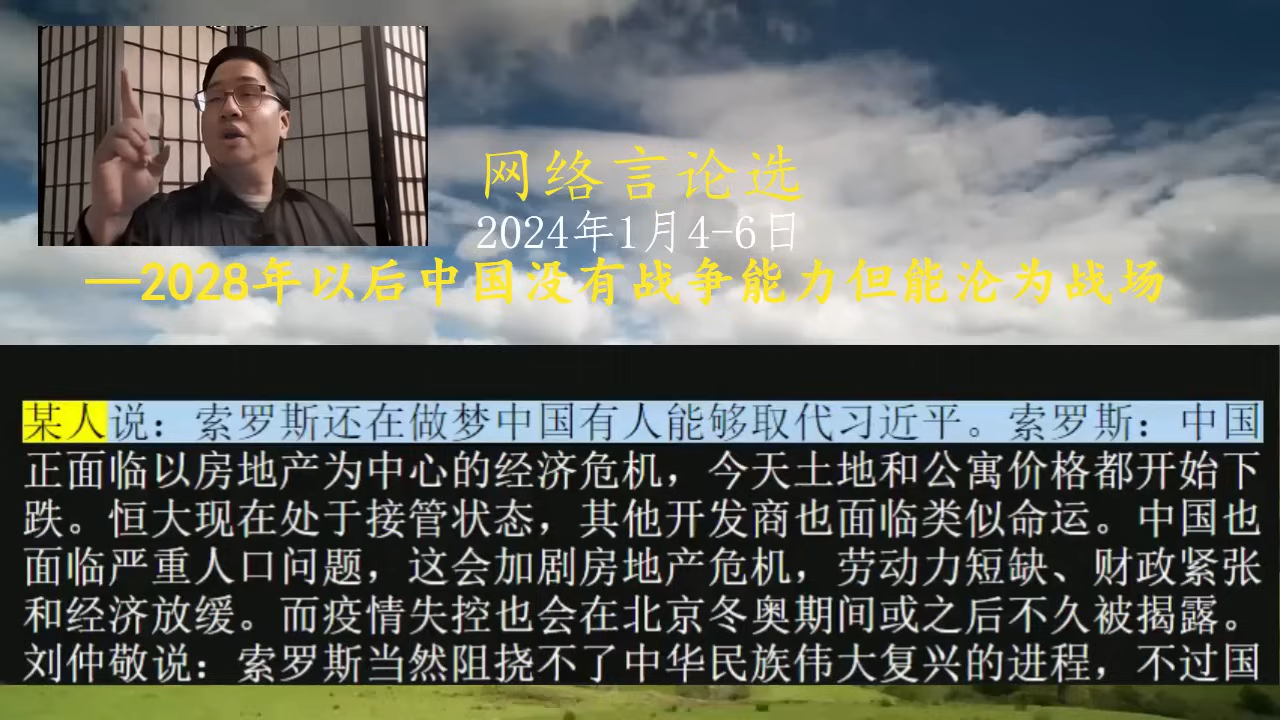 网络言论选
2024年1月4-6日
—2028年以后中国没有战争能力但能沦为战场
某人说：索罗斯还在做梦中国有人能够取代习近平。索罗斯：中国
正面临以房地产为中心的经济危机，今天土地和公寓价格都开始下
跌。恒大现在处于接管状态，其他开发商也面临类似命运。中国也
面临严重人口问题，这会加剧房地产危机，劳动力短缺、财政紧张
和经济放缓。而疫情失控也会在北京冬奥期间或之后不久被揭露。
刘仲敬说：索罗斯当然阻挠不了中华民族伟大复兴的进程，不过国